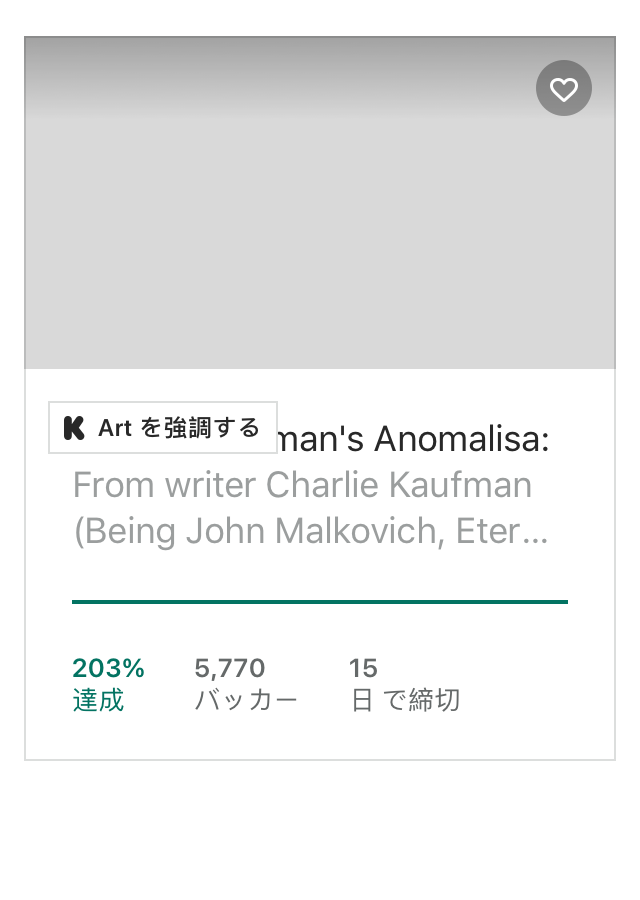 Art を強調する
man's Anomalisa:
From writer Charlie Kaufman
(Being John Malkovich, Eter…
203%
達成
5,770
バッカー
15
日 で締切